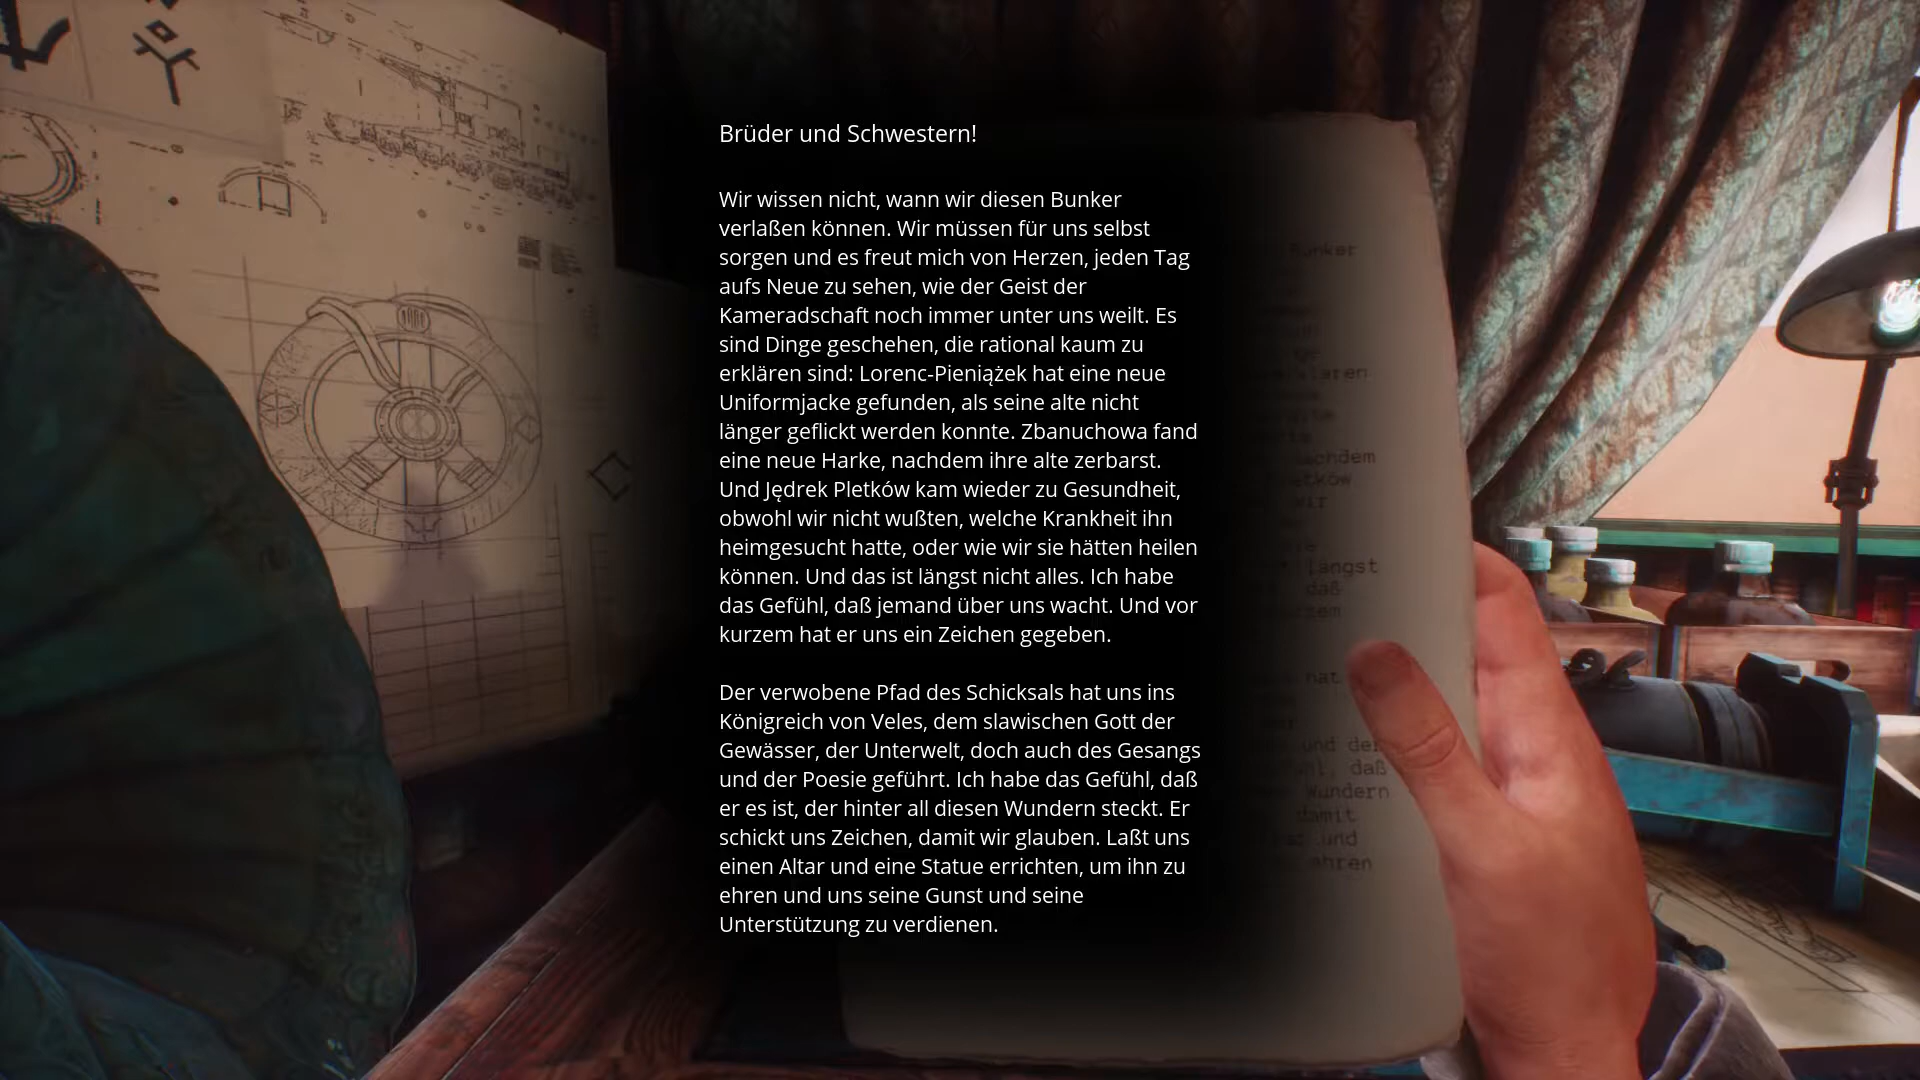 Brüder und Schwestern!
Wir wissen nicht, wann wir diesen Bunker
verlaßen können. Wir müssen für uns selbst
sorgen und es freut mich von Herzen, jeden Tag
aufs Neue zu sehen, wie der Geist der
Kameradschaft noch immer unter uns weilt. Es
sind Dinge geschehen, die rational kaum zu
erklären sind: Lorenc-Pieniążek hat eine neue
Uniformjacke gefunden, als seine alte nicht
länger geflickt werden konnte. Zbanuchowa fand
eine neue Harke, nachdem ihre alte zerbarst.
Und Jędrek Pletków kam wieder zu Gesundheit,
obwohl wir nicht wußten, welche Krankheit ihn
heimgesucht hatte, oder wie wir sie hätten heilen
können. Und das ist längst nicht alles. Ich habe
das Gefühl, daß jemand über uns wacht. Und vor
kurzem hat er uns ein Zeichen gegeben.
Der verwobene Pfad des Schicksals hat uns ins
Königreich von Veles, dem slawischen Gott der
Gewässer, der Unterwelt, doch auch des Gesangs
und der Poesie geführt. Ich habe das Gefühl, daß
er es ist, der hinter all diesen Wundern steckt. Er
schickt uns Zeichen, damit wir glauben. Laßt uns
einen Altar und eine Statue errichten, um ihn zu
ehren und uns seine Gunst und seine
Unterstützung zu verdienen.